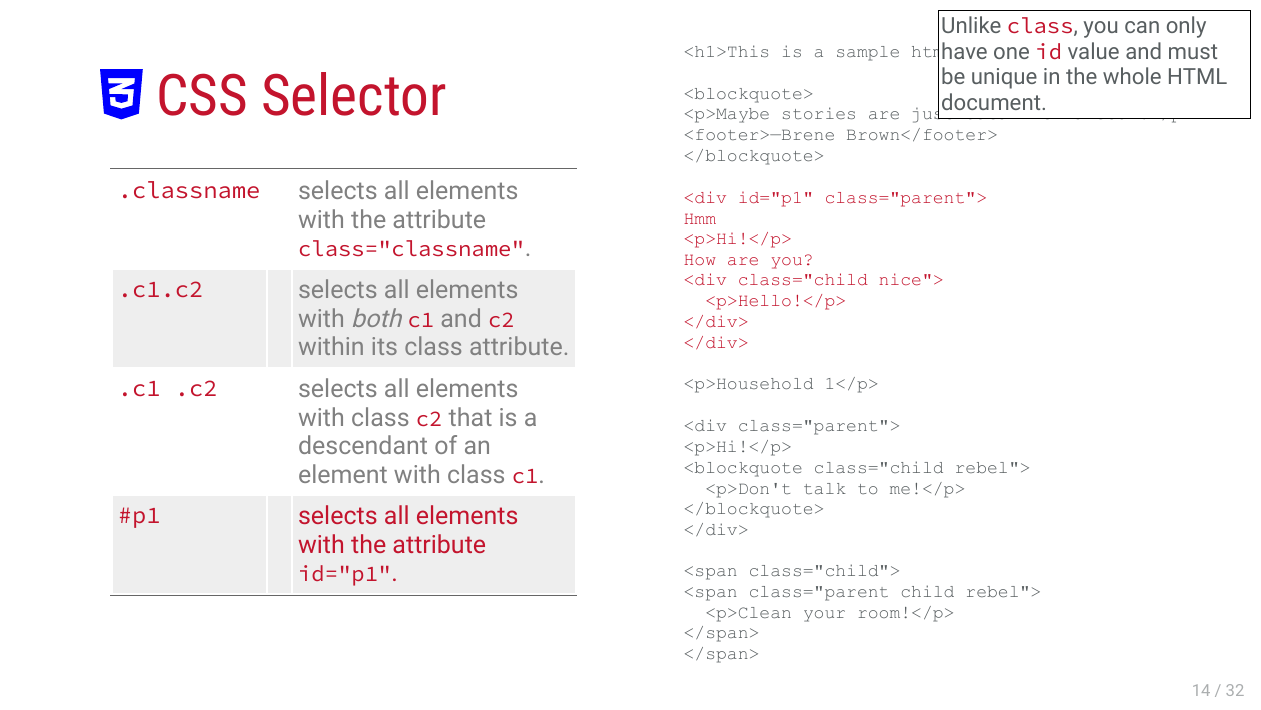 CSS Selector
.classname selects all elements
with the attribute
class="classname".
.c1.c2 selects all elements
with both c1 and c2
within its class attribute.
.c1 .c2 selects all elements
with class c2 that is a
descendant of an
element with class c1.
#p1 selects all elements
with the attribute
id="p1".
Unlike class, you can only
have one id value and must
be unique in the whole HTML
document.
<h1>This is a sample
<blockquote>
<p>Maybe stories are
<footer>—Brene Brown</footer>
</blockquote>
<div id="p1" class="parent">
Hmm
<p>Hi!</p>
How are you?
<div class="child nice">
<p>Hello!</p>
</div>
</div>
<p>Household 1</p>
<div class="parent">
<p>Hi!</p>
<blockquote class="child rebel">
<p>Don't talk to me!</p>
</blockquote>
</div>
<span class="child">
<span class="parent child rebel">
<p>Clean your room!</p>
</span>
</span>
14 / 32